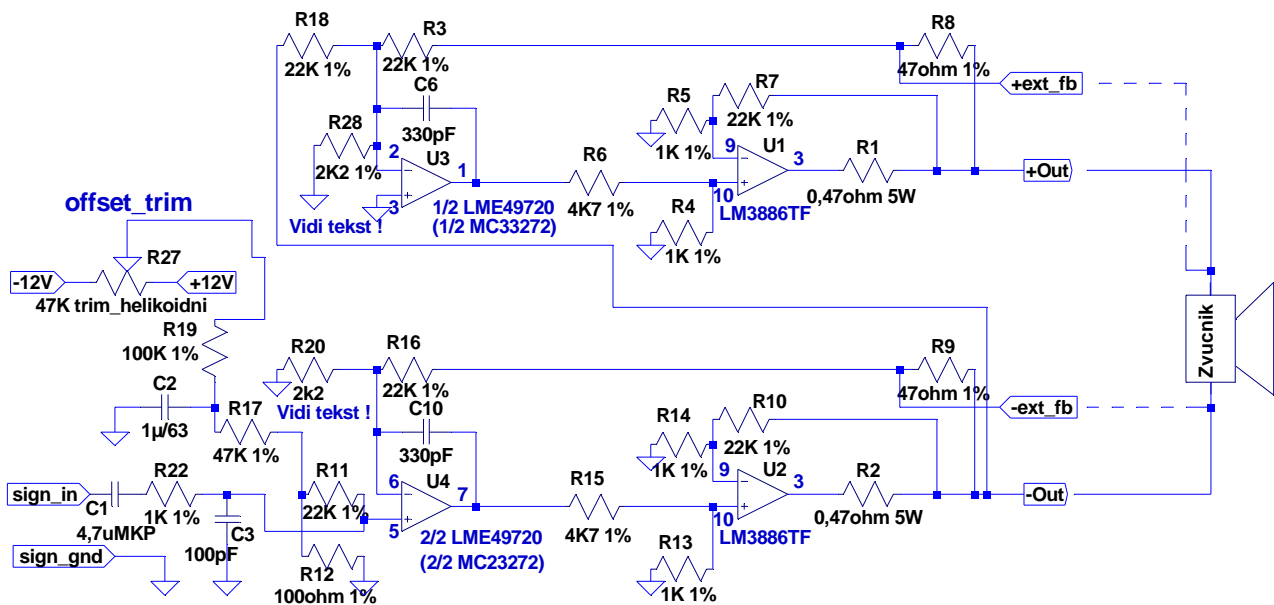 R18
22K 1%
R3
22K 1%
R8
47ohm 1%
+ext_fb
C6
330pF
R28
2K2 1%
2
3
U3
1
1/2 LME49720
(1/2 MC33272)
Vidi tekst !
R6
4K7 1%
R5
1K 1%
R7
22K 1%
R4
1K 1%
9
10
U1
3
LM3886TF
R1
0,47ohm 5W
+Out
offset_trim
R27
-12V
+12V
47K trim_helikoidni
R19
100K 1%
C2
1µ/63
R17
47K 1%
R20
2k2
Vidi tekst !
R16
22K 1%
C10
330pF
R9
47ohm 1%
-ext_fb
Zvucnik
sign_in
C1
4,7uMKP
R22
1K 1%
C3
100pF
sign_gnd
R11
22K 1%
R12
100ohm 1%
6
5
U4
7
2/2 LME49720
(2/2 MC23272)
R15
4K7 1%
R14
1K 1%
R10
22K 1%
R13
1K 1%
9
10
U2
3
LM3886TF
R2
0,47ohm 5W
-Out